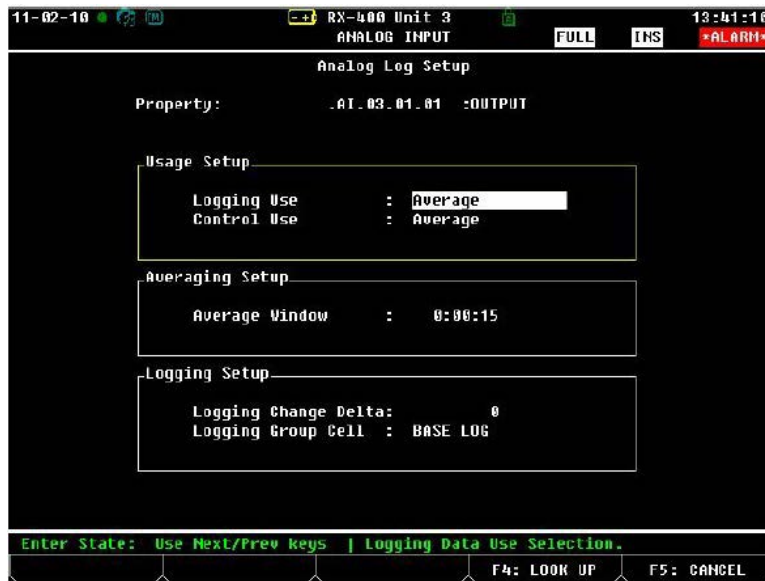 11-02-10 RX-400 Unit 3 13:41:10
ANALOG INPUT FULL INS *ALARM*
Analog Log Setup
Property: .AI.03.01.01 :OUTPUT
Usage Setup
Logging Use : Average
Control Use : Average
Averaging Setup
Average Window : 0:00:15
Logging Setup
Logging Change Delta: 0
Logging Group Cell : BASE LOG
Enter State: Use Next/Prev keys | Logging Data Use Selection.
F4: LOOK UP F5: CANCEL